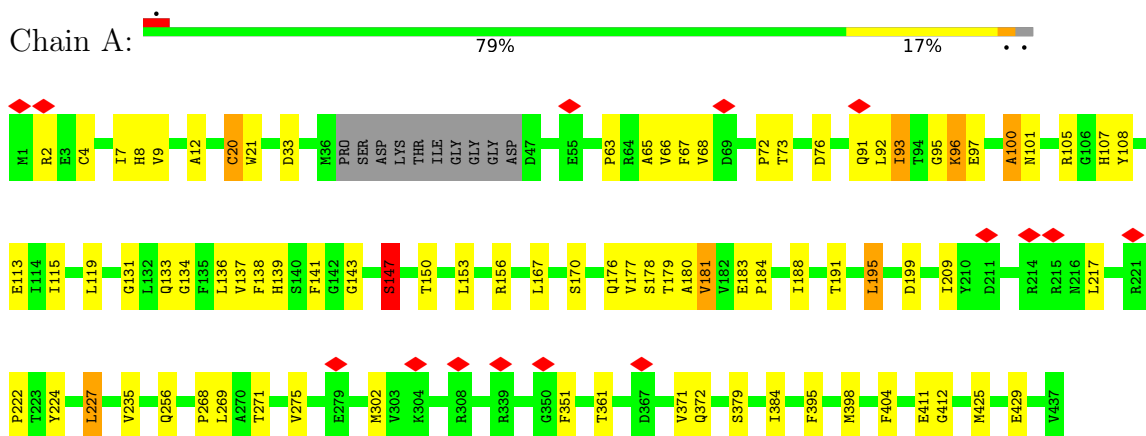 Chain A:
79% 17%
M1 R2 E3 C4 I7 H8 V9 A12 C20 W21 D33 M36 PRO SER ASP LYS THR ILE GLY GLY GLY ASP D47 E55 P63 R64 A65 V66 F67 V68 D69 P72 T73 D76 Q91 L92 I93 T94 G95 K96 E97 A100 N101 R105 G106 H107 Y108
E113 I114 I115 L119 G131 L132 Q133 G134 F135 L136 V137 F138 H139 S140 F141 G142 G143 S147 T150 L153 R156 L167 S170 Q176 V177 S178 T179 A180 V181 V182 E183 P184 I188 T191 L195 D199 I209 Y210 D211 R214 R215 N216 L217 R221
P222 T223 Y224 L227 V235 Q256 P268 L269 A270 T271 V275 E279 M302 V303 K304 R308 R339 G350 F351 T361 D367 V371 Q372 S379 I384 F395 M398 F404 E411 G412 M425 E429 V437